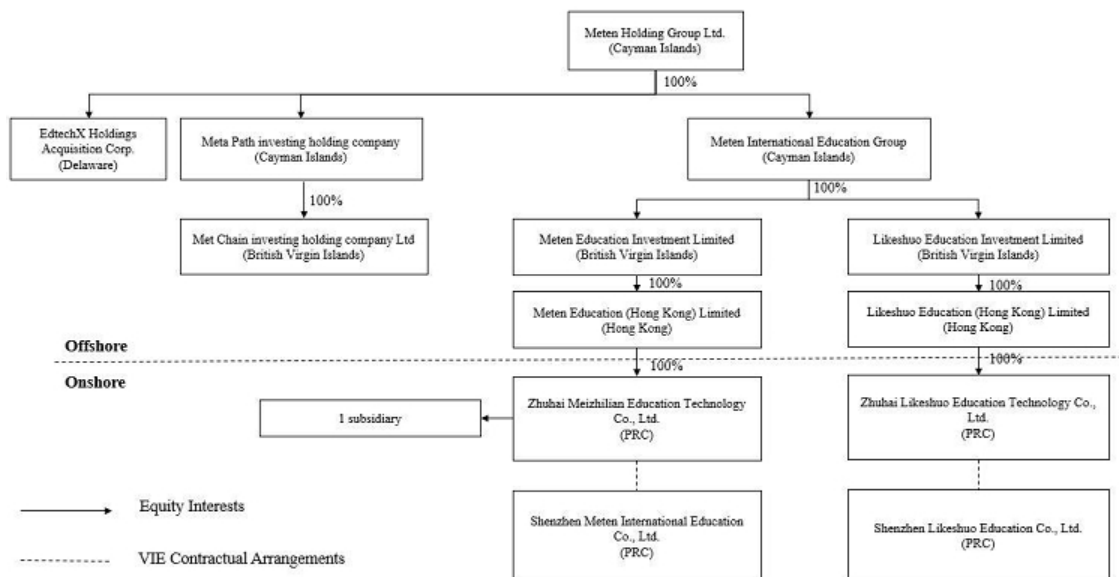 Meten Holding Group Ltd.
(Cayman Islands)
100%
EdtechX Holdings
Acquisition Corp.
(Delaware)
Meta Path investing holding company
(Cayman Islands)
Meten International Education Group
(Cayman Islands)
100%
100%
Met Chain investing holding company Ltd
(British Virgin Islands)
Meten Education Investment Limited
(British Virgin Islands)
Likeshuo Education Investment Limited
(British Virgin Islands)
100%
100%
Meten Education (Hong Kong) Limited
(Hong Kong)
Likeshuo Education (Hong Kong) Limited
(Hong Kong)
Offshore
100%
100%
Onshore
1 subsidiary
Zhuhai Meizhilian Education Technology
Co., Ltd.
(PRC)
Zhuhai Likeshuo Education Technology Co.,
Ltd.
(PRC)
Equity Interests
Shenzhen Meten International Education
Co., Ltd.
(PRC)
Shenzhen Likeshuo Education Co., Ltd.
(PRC)
VIE Contractual Arrangements